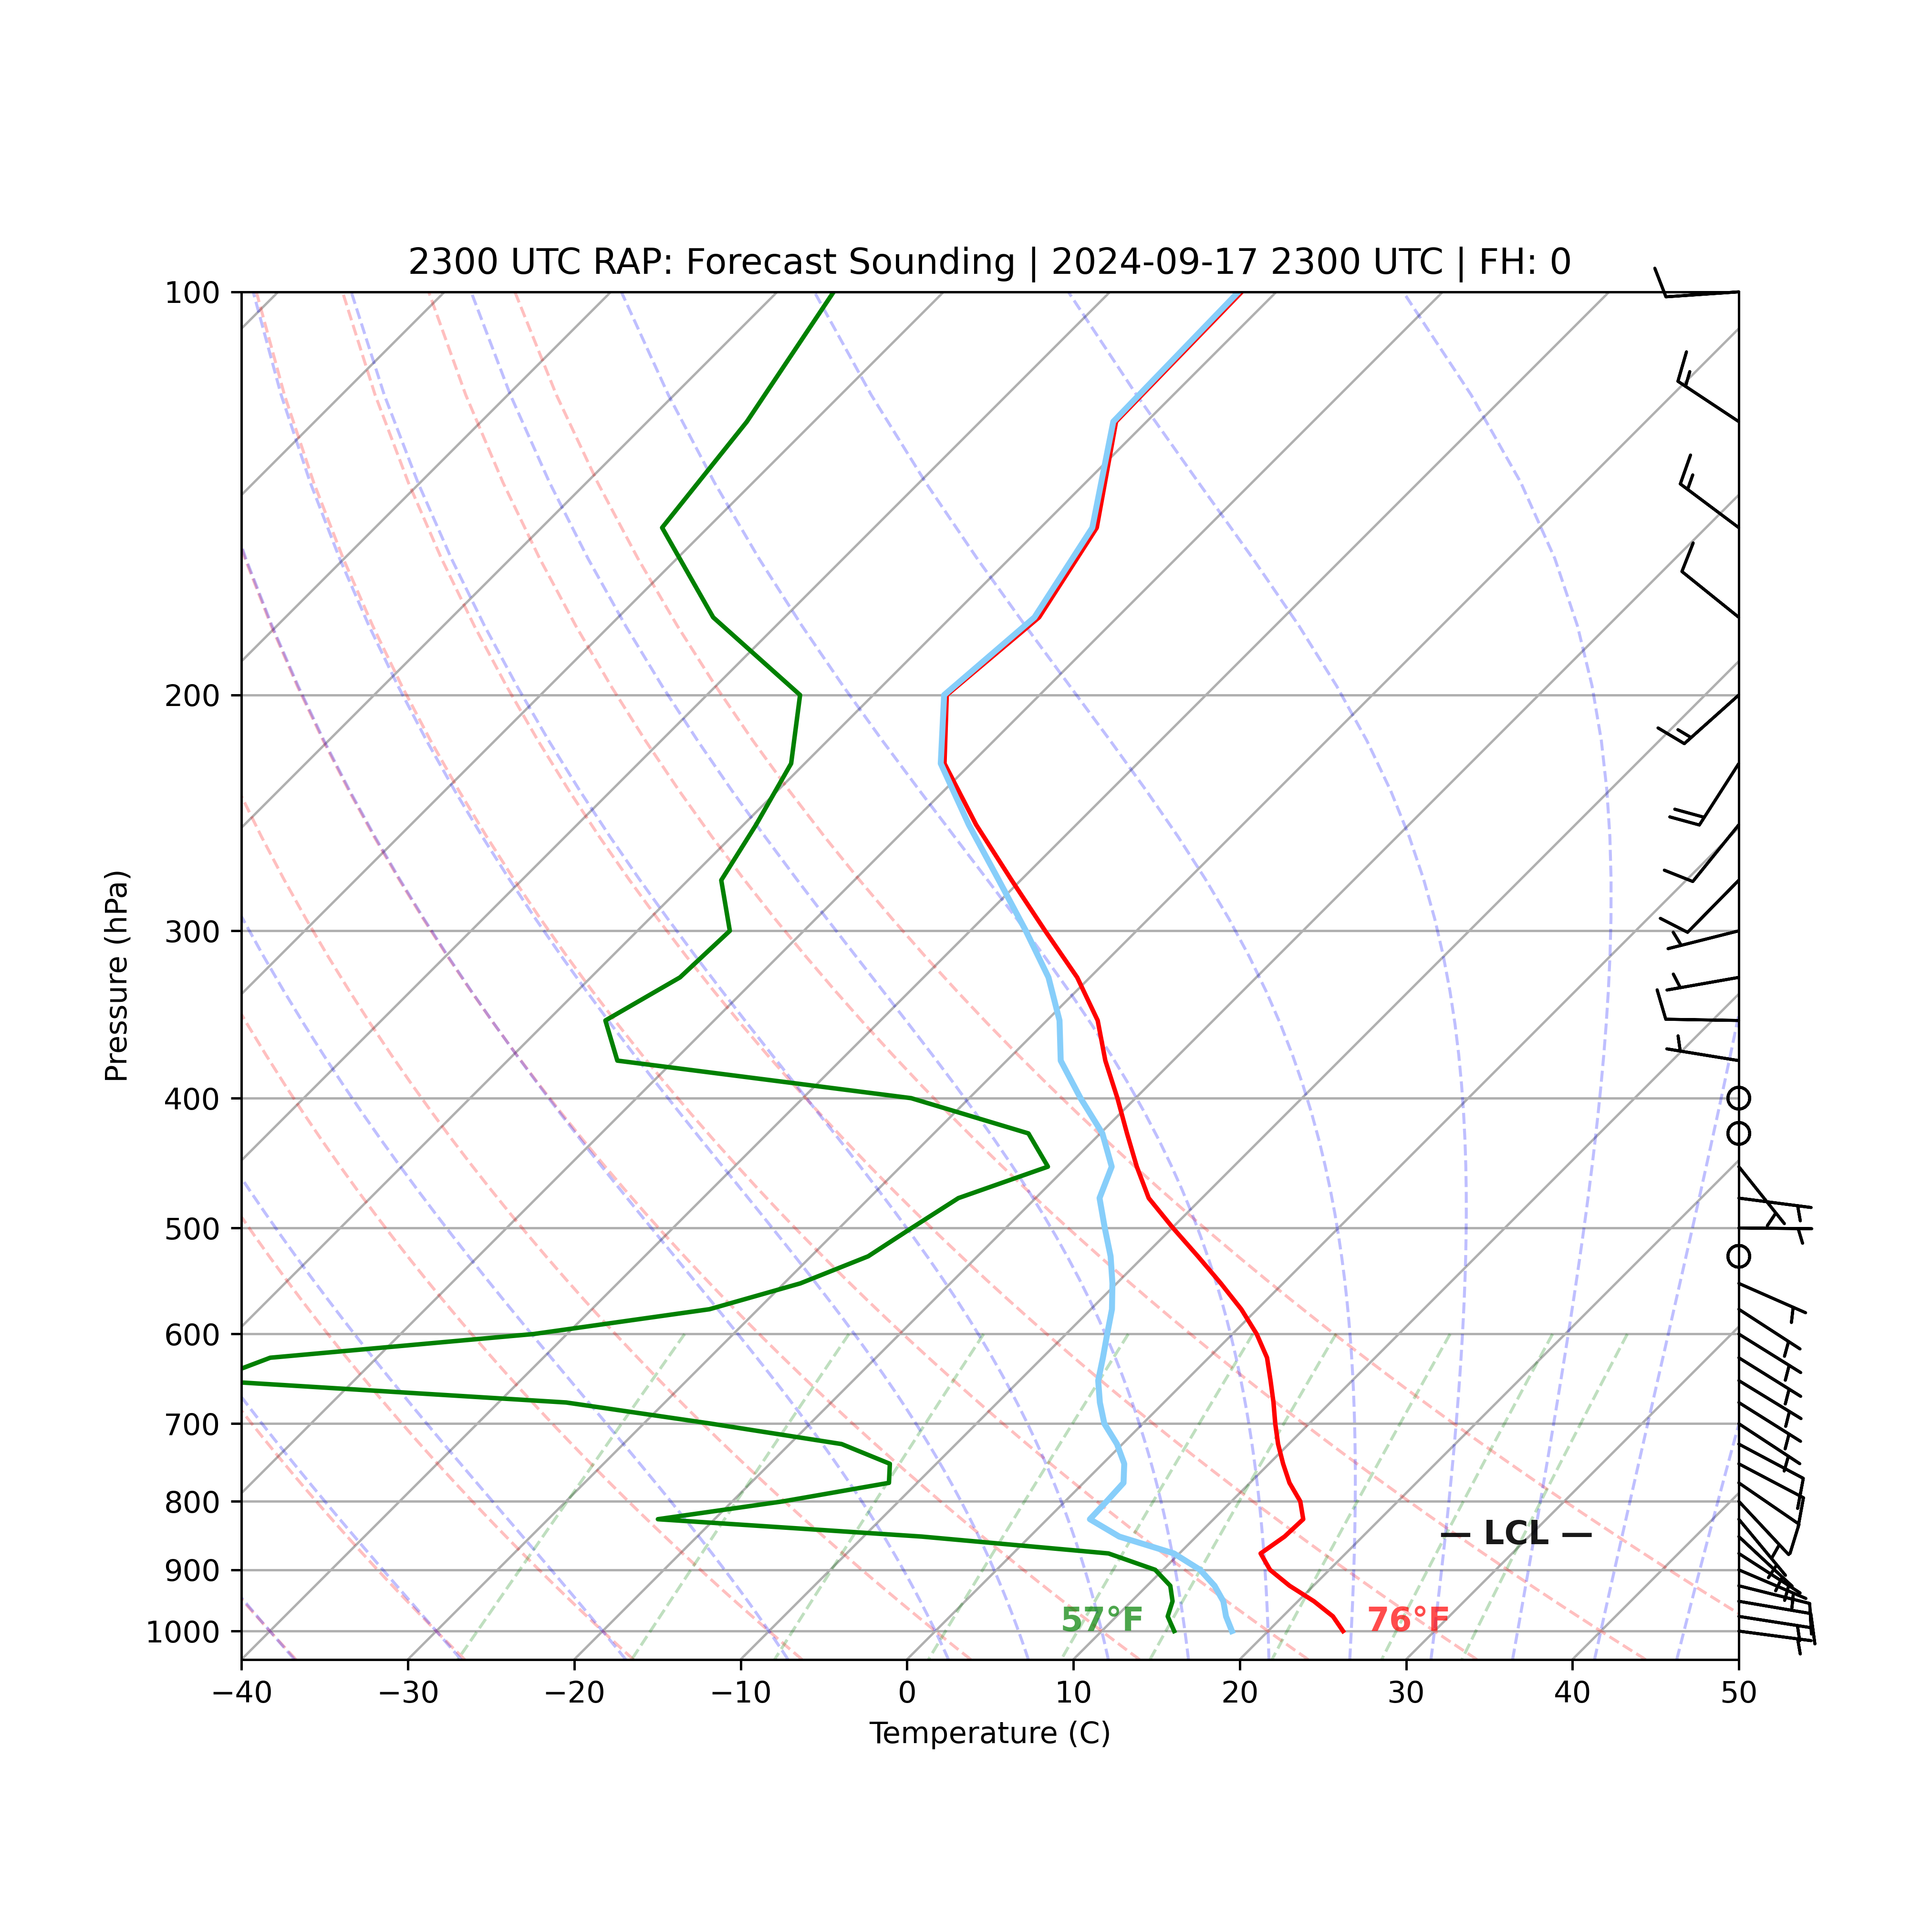 2300 UTC RAP: Forecast Sounding | 2024-09-17 2300 UTC | FH: 0
100
200
300
400
500
600
700
800
900
1000
Pressure (hPa)
— LCL —
57°F
76°F
−40 −30 −20 −10 0 10 20 30 40 50
Temperature (C)